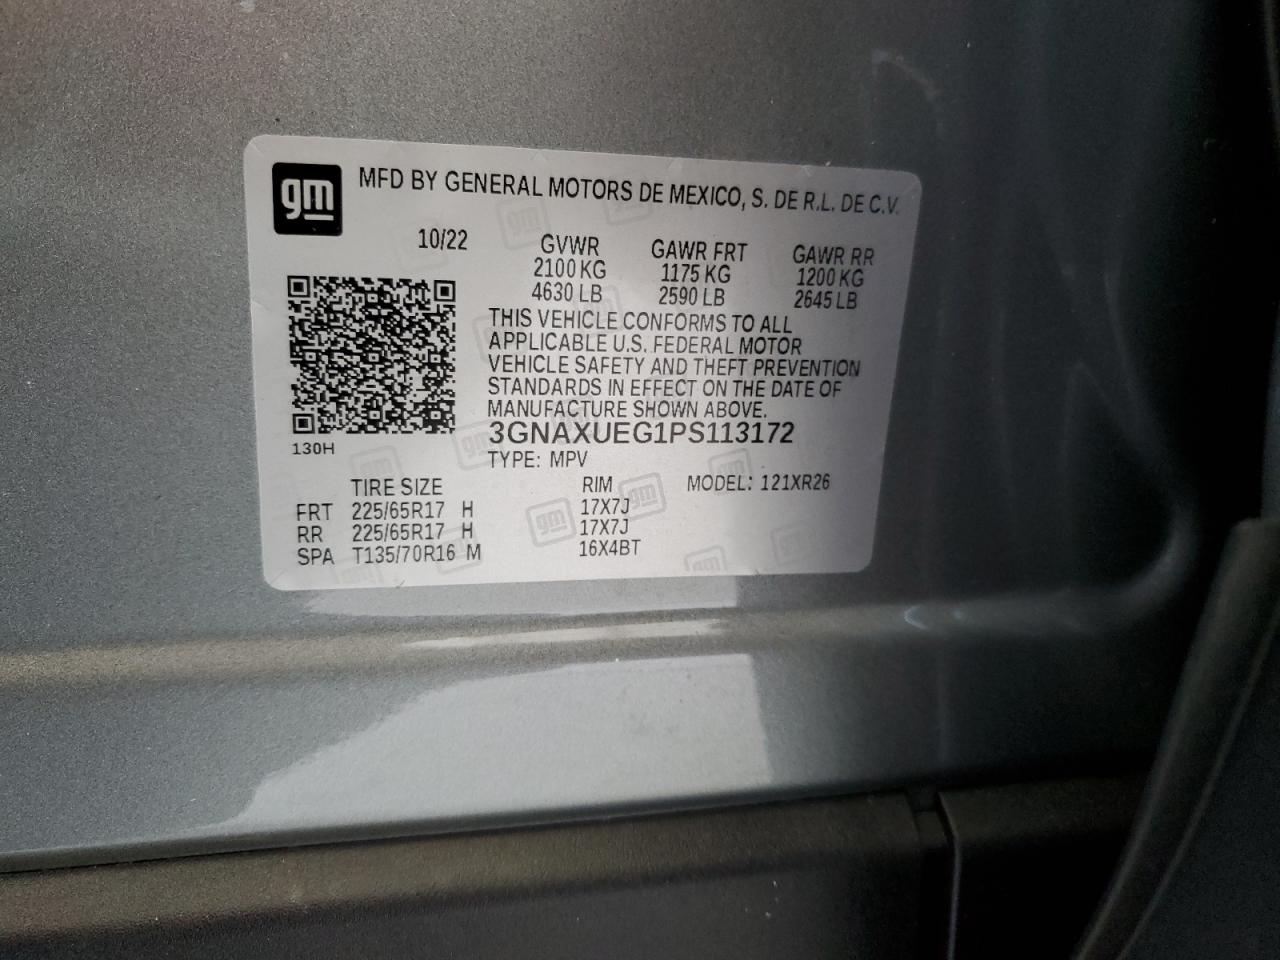 gm
MFD BY GENERAL MOTORS DE MEXICO, S. DE R.L. DE C.V.
10/22 GVWR GAWR FRT GAWR RR
2100 KG 1175 KG 1200 KG
4630 LB 2590 LB 2645 LB
THIS VEHICLE CONFORMS TO ALL
APPLICABLE U.S. FEDERAL MOTOR
VEHICLE SAFETY AND THEFT PREVENTION
STANDARDS IN EFFECT ON THE DATE OF
MANUFACTURE SHOWN ABOVE.
3GNAXUEG1PS113172
130H
TYPE: MPV
TIRE SIZE RIM MODEL: 121XR26
FRT 225/65R17 H 17X7J
RR 225/65R17 H 17X7J
SPA T135/70R16 M 16X4BT